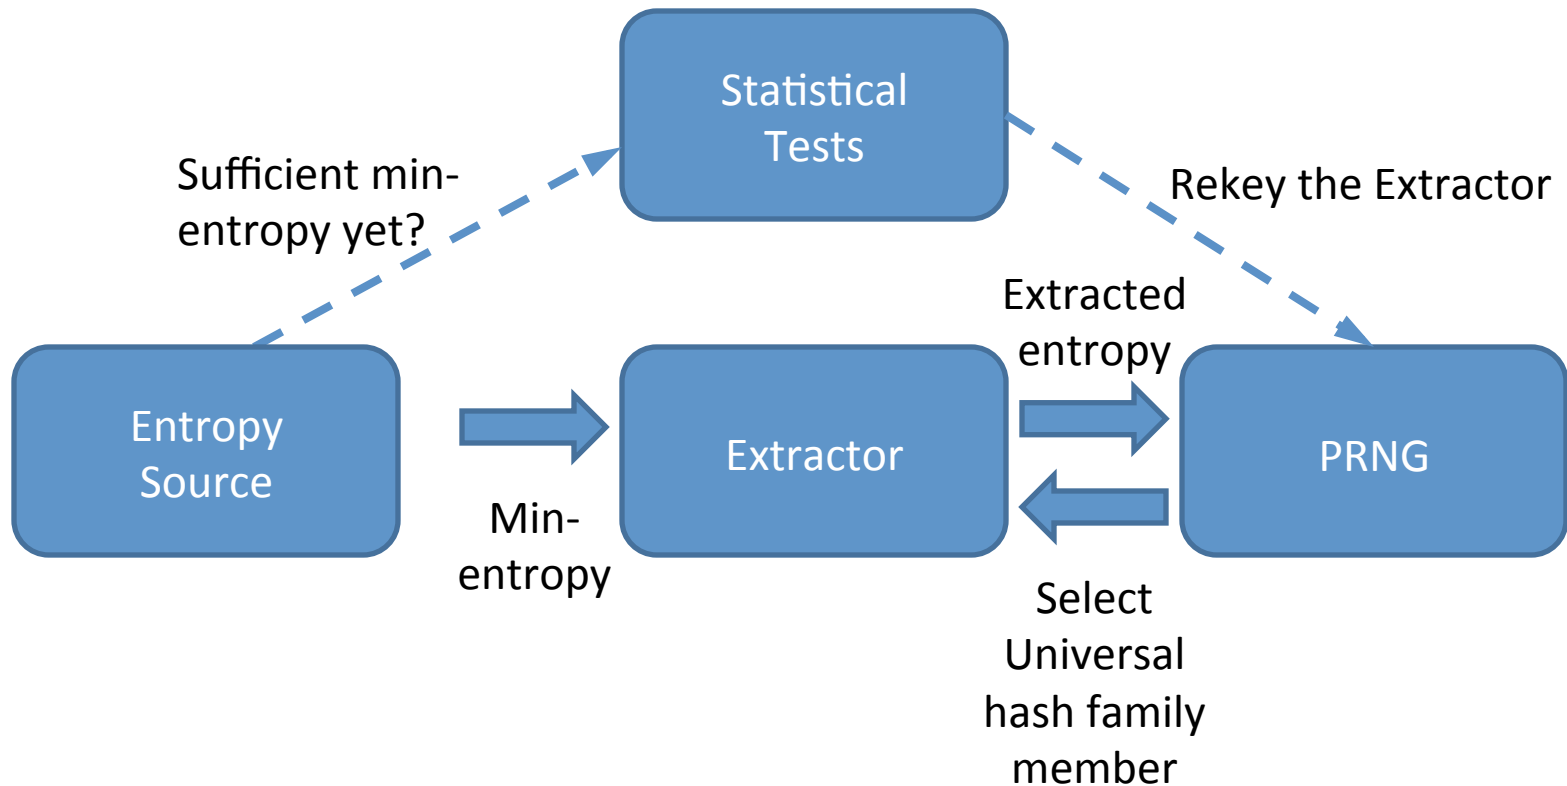 Statistical
Tests
Sufficient min-
entropy yet?
Rekey the Extractor
Extracted
entropy
Entropy
Source
Extractor
PRNG
Min-
entropy
Select
Universal
hash family
member